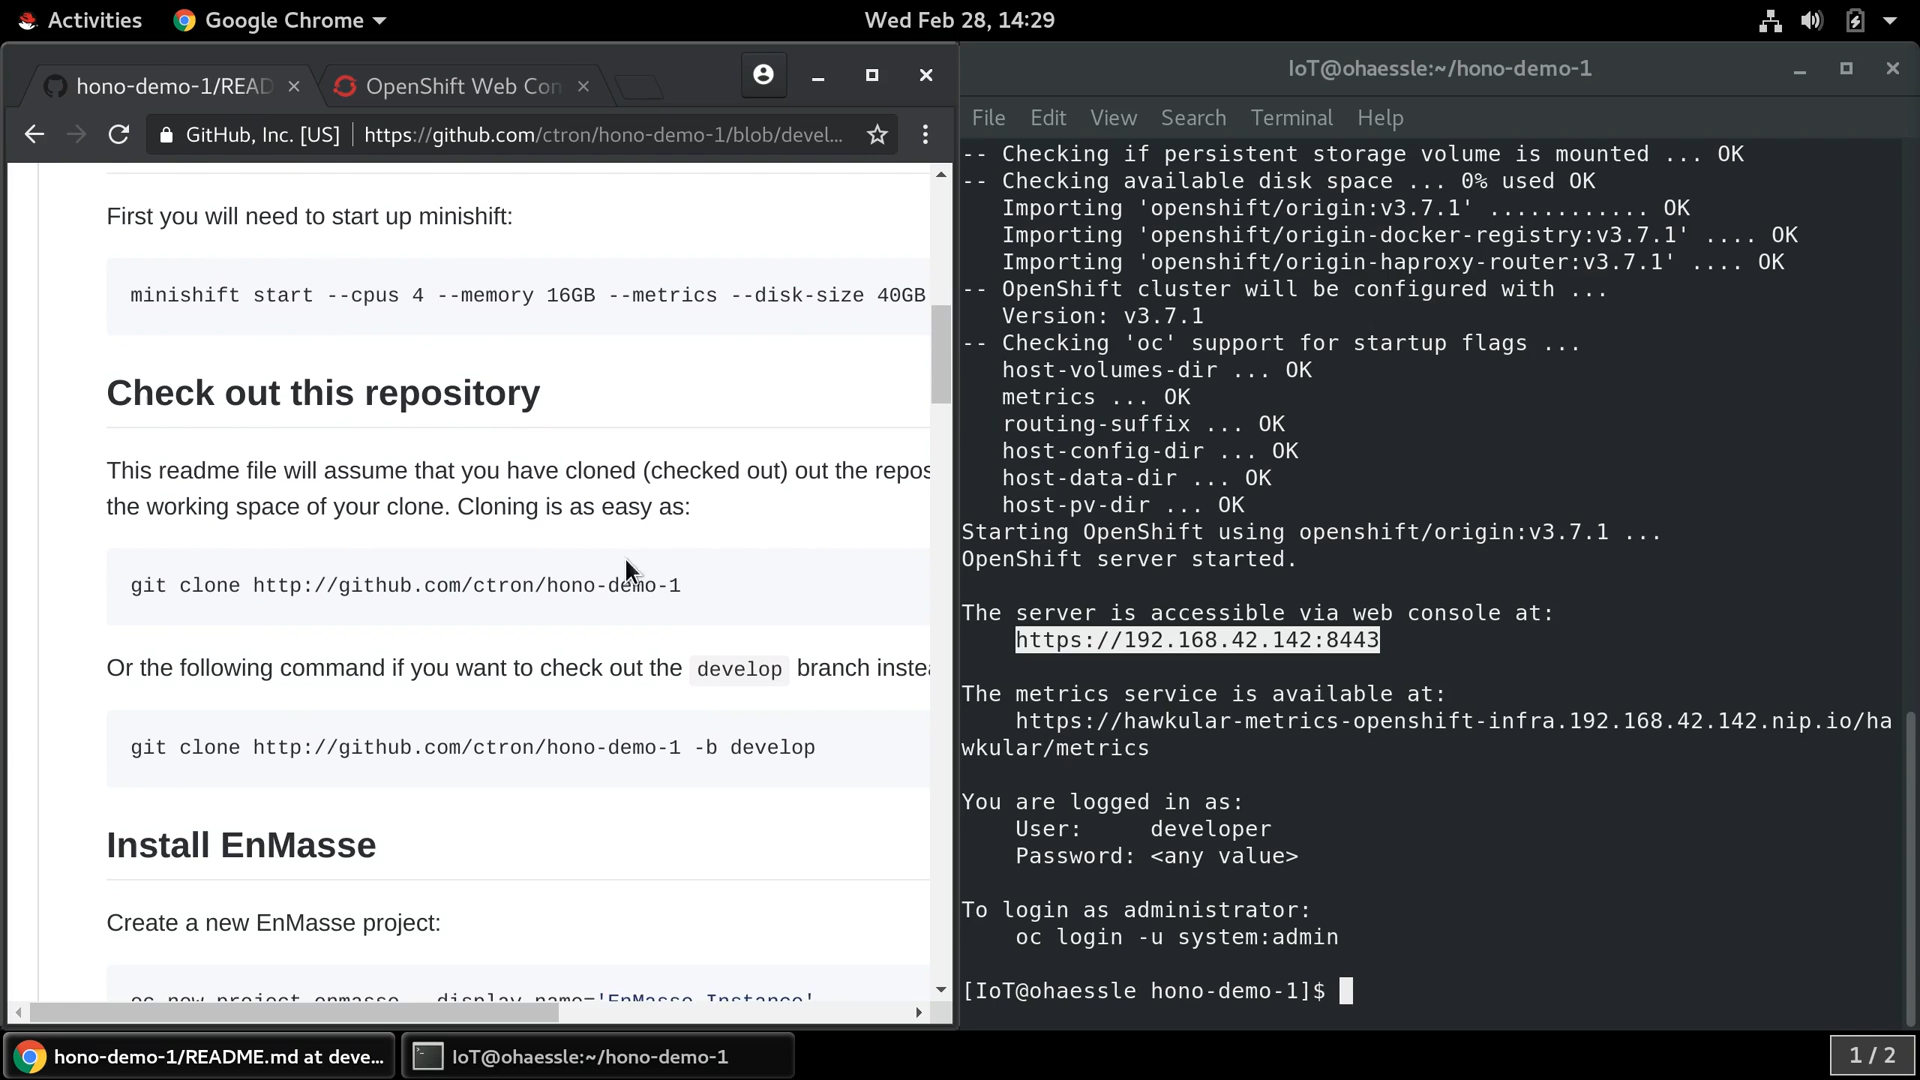 Activities
Google Chrome
Wed Feb 28, 14:29
hono-demo-1/READ
OpenShift Web Con
GitHub, Inc. [US]
https://github.com/ctron/hono-demo-1/blob/devel...
First you will need to start up minishift:
minishift start --cpus 4 --memory 16GB --metrics --disk-size 40GB
Check out this repository
This readme file will assume that you have cloned (checked out) out the repos
the working space of your clone. Cloning is as easy as:
git clone http://github.com/ctron/hono-demo-1
Or the following command if you want to check out the develop branch inste
git clone http://github.com/ctron/hono-demo-1 -b develop
Install EnMasse
Create a new EnMasse project:
oc new-project enmasse --display-name='EnMasse Instance'
IoT@ohaessle:~/hono-demo-1
File Edit View Search Terminal Help
-- Checking if persistent storage volume is mounted ... OK
-- Checking available disk space ... 0% used OK
Importing 'openshift/origin:v3.7.1' ............ OK
Importing 'openshift/origin-docker-registry:v3.7.1' .... OK
Importing 'openshift/origin-haproxy-router:v3.7.1' .... OK
-- OpenShift cluster will be configured with ...
Version: v3.7.1
-- Checking 'oc' support for startup flags ...
host-volumes-dir ... OK
metrics ... OK
routing-suffix ... OK
host-config-dir ... OK
host-data-dir ... OK
host-pv-dir ... OK
Starting OpenShift using openshift/origin:v3.7.1 ...
OpenShift server started.
The server is accessible via web console at:
https://192.168.42.142:8443
The metrics service is available at:
https://hawkular-metrics-openshift-infra.192.168.42.142.nip.io/ha
wkular/metrics
You are logged in as:
User: developer
Password: <any value>
To login as administrator:
oc login -u system:admin
[IoT@ohaessle hono-demo-1]$
hono-demo-1/README.md at deve...
IoT@ohaessle:~/hono-demo-1
1 / 2